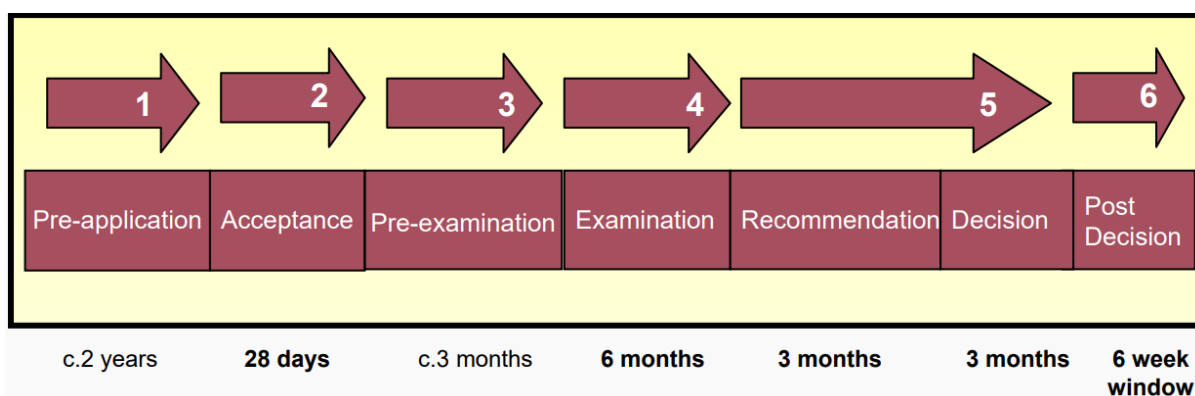 1 2 3 4 5 6
Pre-application Acceptance Pre-examination Examination Recommendation Decision Post
Decision
c.2 years 28 days c.3 months 6 months 3 months 3 months 6 week
window